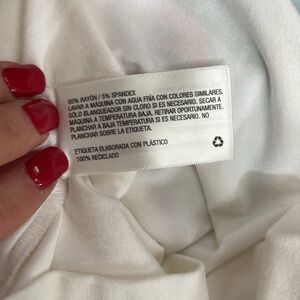 95% RAYÓN / 5% SPANDEX
LAVAR A MÁQUINA CON AGUA FRÍA CON COLORES SIMILARES.
SÓLO BLANQUEADOR SIN CLORO SI ES NECESARIO. SECAR A
MÁQUINA A BAJA TEMPERATURA. RETIRAR OPORTUNAMENTE.
PLANCHAR A BAJA TEMPERATURA SI ES NECESARIO. NO
PLANCHAR SOBRE LA ETIQUETA.
ETIQUETA ELABORADA CON PLÁSTICO
100% RECICLADO